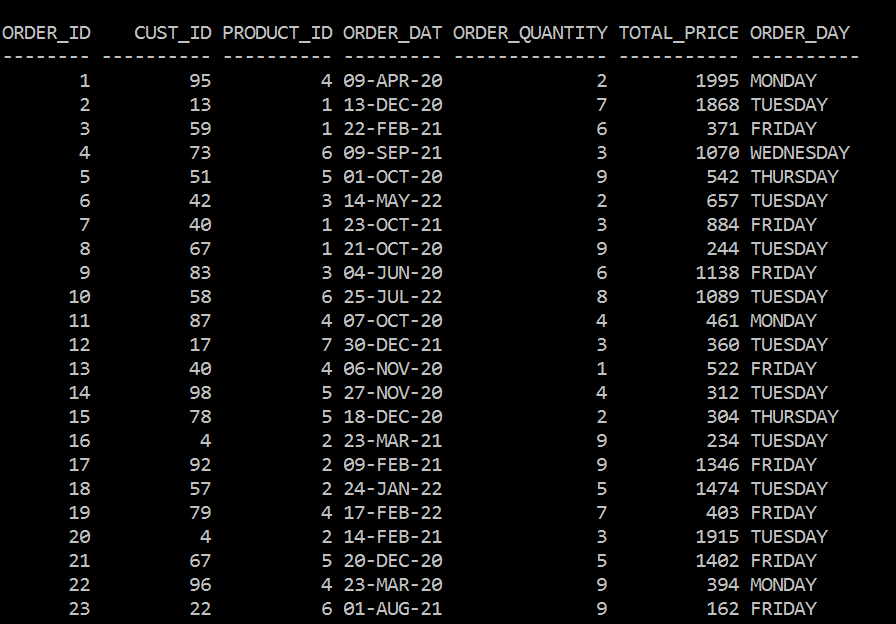 ORDER_ID    CUST_ID PRODUCT_ID ORDER_DAT ORDER_QUANTITY TOTAL_PRICE ORDER_DAY
-------- ---------- ---------- --------- -------------- ----------- ----------
       1         95          4 09-APR-20              2        1995 MONDAY
       2         13          1 13-DEC-20              7        1868 TUESDAY
       3         59          1 22-FEB-21              6         371 FRIDAY
       4         73          6 09-SEP-21              3        1070 WEDNESDAY
       5         51          5 01-OCT-20              9         542 THURSDAY
       6         42          3 14-MAY-22              2         657 TUESDAY
       7         40          1 23-OCT-21              3         884 FRIDAY
       8         67          1 21-OCT-20              9         244 TUESDAY
       9         83          3 04-JUN-20              6        1138 FRIDAY
      10         58          6 25-JUL-22              8        1089 TUESDAY
      11         87          4 07-OCT-20              4         461 MONDAY
      12         17          7 30-DEC-21              3         360 TUESDAY
      13         40          4 06-NOV-20              1         522 FRIDAY
      14         98          5 27-NOV-20              4         312 TUESDAY
      15         78          5 18-DEC-20              2         304 THURSDAY
      16          4          2 23-MAR-21              9         234 TUESDAY
      17         92          2 09-FEB-21              9        1346 FRIDAY
      18         57          2 24-JAN-22              5        1474 TUESDAY
      19         79          4 17-FEB-22              7         403 FRIDAY
      20          4          2 14-FEB-21              3        1915 TUESDAY
      21         67          5 20-DEC-20              5        1402 FRIDAY
      22         96          4 23-MAR-20              9         394 MONDAY
      23         22          6 01-AUG-21              9         162 FRIDAY